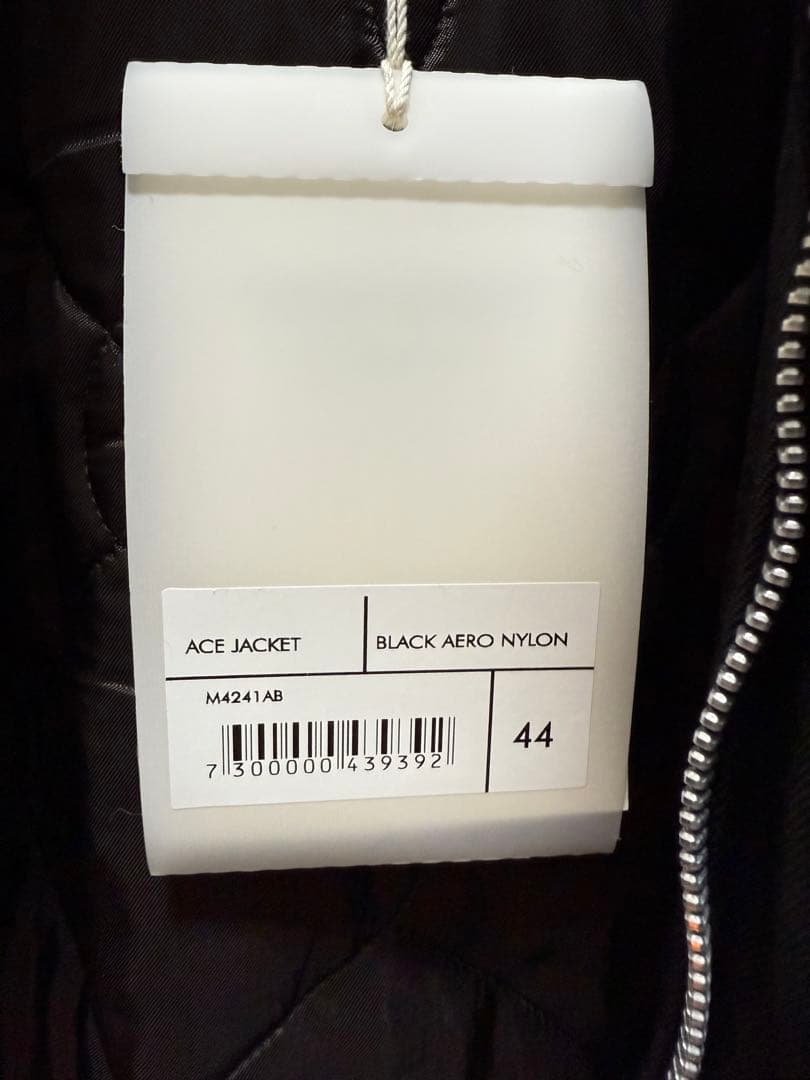 ACE JACKET
BLACK AERO NYLON
M4241AB
44
7 300000 439392